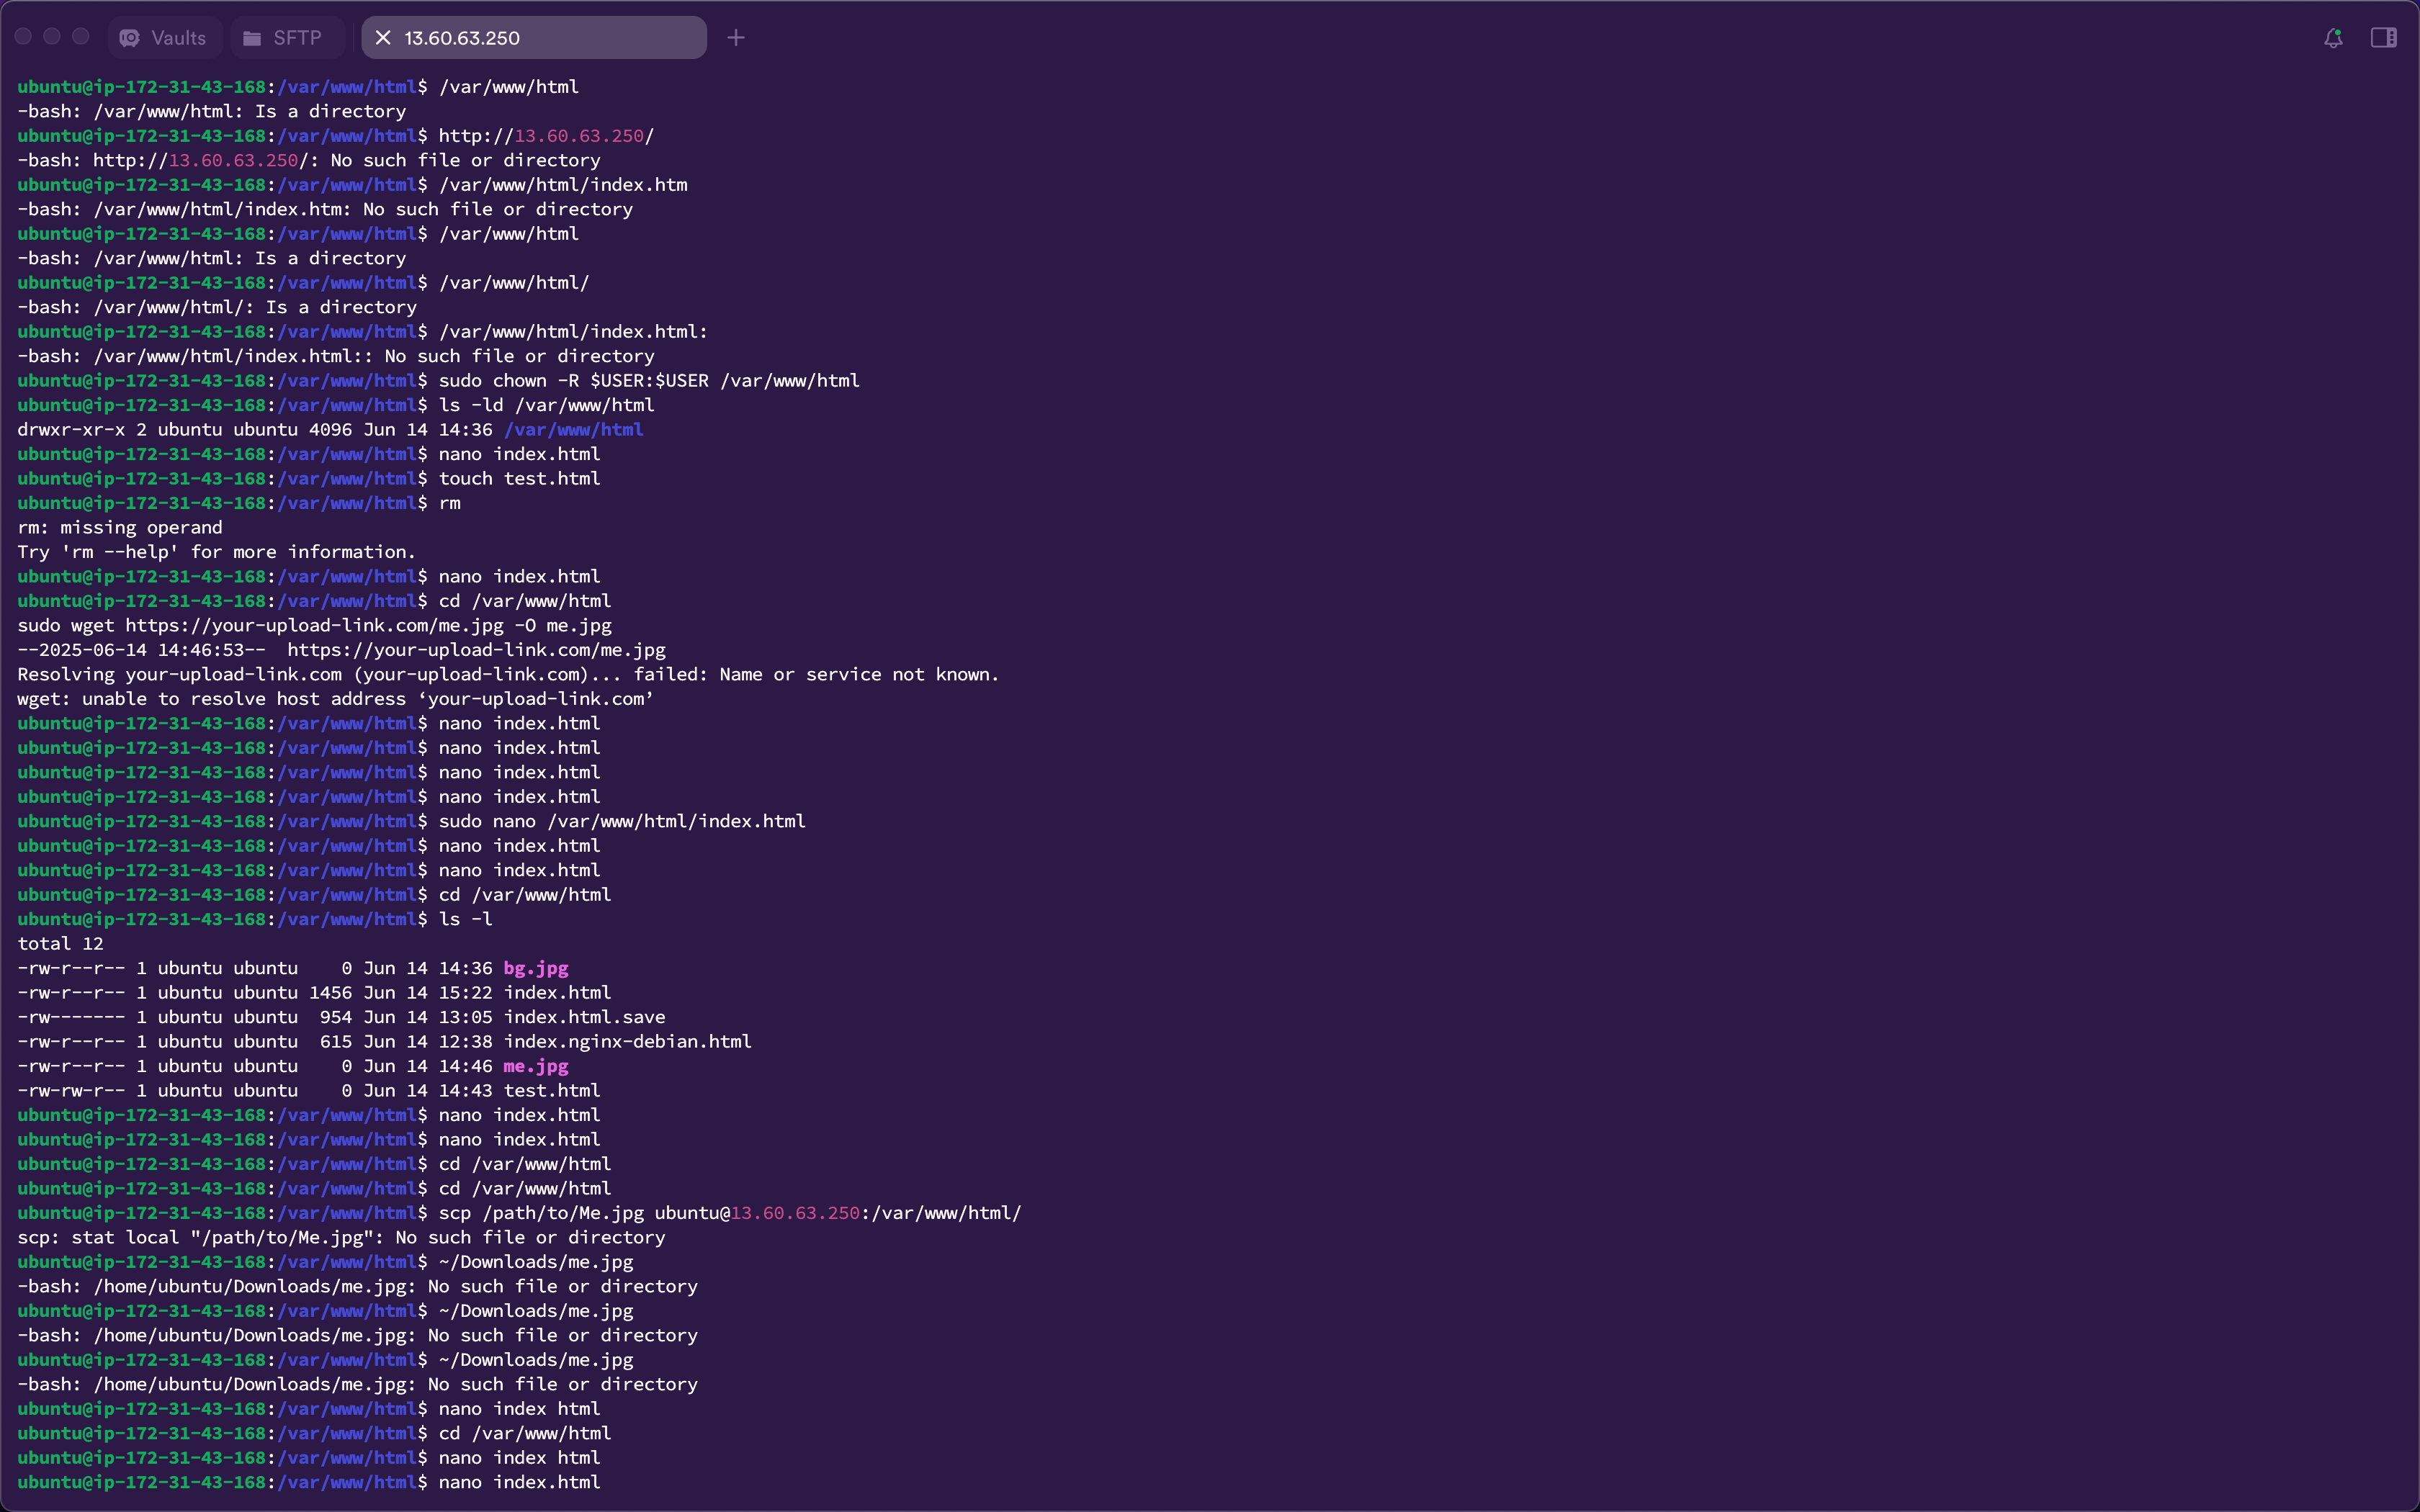 Vaults
SFTP
13.60.63.250
ubuntu@ip-172-31-43-168:/var/www/html$ /var/www/html
-bash: /var/www/html: Is a directory
ubuntu@ip-172-31-43-168:/var/www/html$ http://13.60.63.250/
-bash: http://13.60.63.250/: No such file or directory
ubuntu@ip-172-31-43-168:/var/www/html$ /var/www/html/index.htm
-bash: /var/www/html/index.htm: No such file or directory
ubuntu@ip-172-31-43-168:/var/www/html$ /var/www/html
-bash: /var/www/html: Is a directory
ubuntu@ip-172-31-43-168:/var/www/html$ /var/www/html/
-bash: /var/www/html/: Is a directory
ubuntu@ip-172-31-43-168:/var/www/html$ /var/www/html/index.html:
-bash: /var/www/html/index.html:: No such file or directory
ubuntu@ip-172-31-43-168:/var/www/html$ sudo chown -R $USER:$USER /var/www/html
ubuntu@ip-172-31-43-168:/var/www/html$ ls -ld /var/www/html
drwxr-xr-x 2 ubuntu ubuntu 4096 Jun 14 14:36 /var/www/html
ubuntu@ip-172-31-43-168:/var/www/html$ nano index.html
ubuntu@ip-172-31-43-168:/var/www/html$ touch test.html
ubuntu@ip-172-31-43-168:/var/www/html$ rm
rm: missing operand
Try 'rm --help' for more information.
ubuntu@ip-172-31-43-168:/var/www/html$ nano index.html
ubuntu@ip-172-31-43-168:/var/www/html$ cd /var/www/html
sudo wget https://your-upload-link.com/me.jpg -O me.jpg
--2025-06-14 14:46:53--  https://your-upload-link.com/me.jpg
Resolving your-upload-link.com (your-upload-link.com)... failed: Name or service not known.
wget: unable to resolve host address ‘your-upload-link.com’
ubuntu@ip-172-31-43-168:/var/www/html$ nano index.html
ubuntu@ip-172-31-43-168:/var/www/html$ nano index.html
ubuntu@ip-172-31-43-168:/var/www/html$ nano index.html
ubuntu@ip-172-31-43-168:/var/www/html$ nano index.html
ubuntu@ip-172-31-43-168:/var/www/html$ sudo nano /var/www/html/index.html
ubuntu@ip-172-31-43-168:/var/www/html$ nano index.html
ubuntu@ip-172-31-43-168:/var/www/html$ nano index.html
ubuntu@ip-172-31-43-168:/var/www/html$ cd /var/www/html
ubuntu@ip-172-31-43-168:/var/www/html$ ls -l
total 12
-rw-r--r-- 1 ubuntu ubuntu    0 Jun 14 14:36 bg.jpg
-rw-r--r-- 1 ubuntu ubuntu 1456 Jun 14 15:22 index.html
-rw------- 1 ubuntu ubuntu  954 Jun 14 13:05 index.html.save
-rw-r--r-- 1 ubuntu ubuntu  615 Jun 14 12:38 index.nginx-debian.html
-rw-r--r-- 1 ubuntu ubuntu    0 Jun 14 14:46 me.jpg
-rw-rw-r-- 1 ubuntu ubuntu    0 Jun 14 14:43 test.html
ubuntu@ip-172-31-43-168:/var/www/html$ nano index.html
ubuntu@ip-172-31-43-168:/var/www/html$ nano index.html
ubuntu@ip-172-31-43-168:/var/www/html$ cd /var/www/html
ubuntu@ip-172-31-43-168:/var/www/html$ cd /var/www/html
ubuntu@ip-172-31-43-168:/var/www/html$ scp /path/to/Me.jpg ubuntu@13.60.63.250:/var/www/html/
scp: stat local "/path/to/Me.jpg": No such file or directory
ubuntu@ip-172-31-43-168:/var/www/html$ ~/Downloads/me.jpg
-bash: /home/ubuntu/Downloads/me.jpg: No such file or directory
ubuntu@ip-172-31-43-168:/var/www/html$ ~/Downloads/me.jpg
-bash: /home/ubuntu/Downloads/me.jpg: No such file or directory
ubuntu@ip-172-31-43-168:/var/www/html$ ~/Downloads/me.jpg
-bash: /home/ubuntu/Downloads/me.jpg: No such file or directory
ubuntu@ip-172-31-43-168:/var/www/html$ nano index html
ubuntu@ip-172-31-43-168:/var/www/html$ cd /var/www/html
ubuntu@ip-172-31-43-168:/var/www/html$ nano index html
ubuntu@ip-172-31-43-168:/var/www/html$ nano index.html